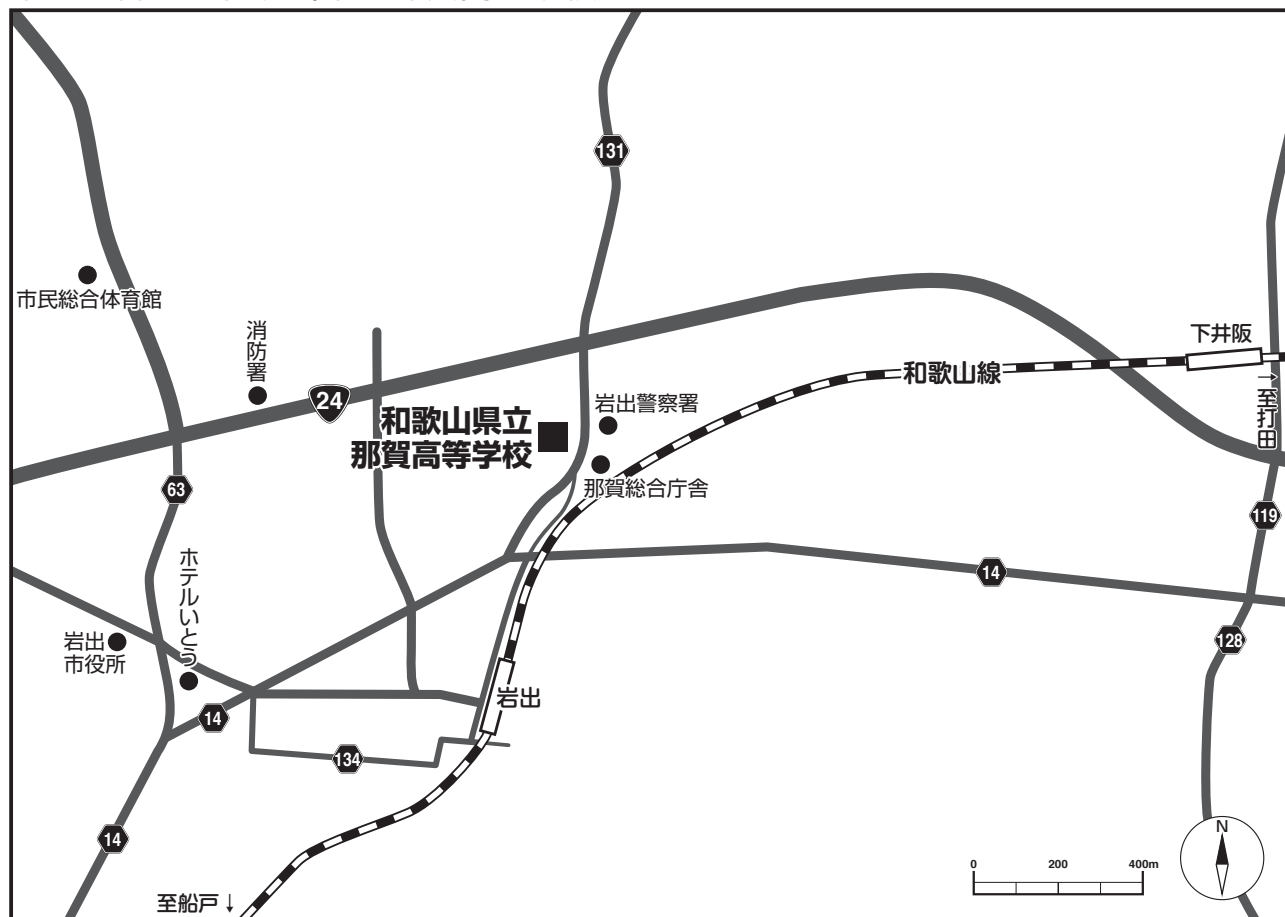 131
市民総合体育館
消防署
24
下井阪
和歌山線
→至打田
和歌山県立
那賀高等学校
岩出警察署
那賀総合庁舎
63
119
ホテルいとう
14
岩出
市役所
128
岩出
14
134
14
N
0 200 400m
至船戸↓